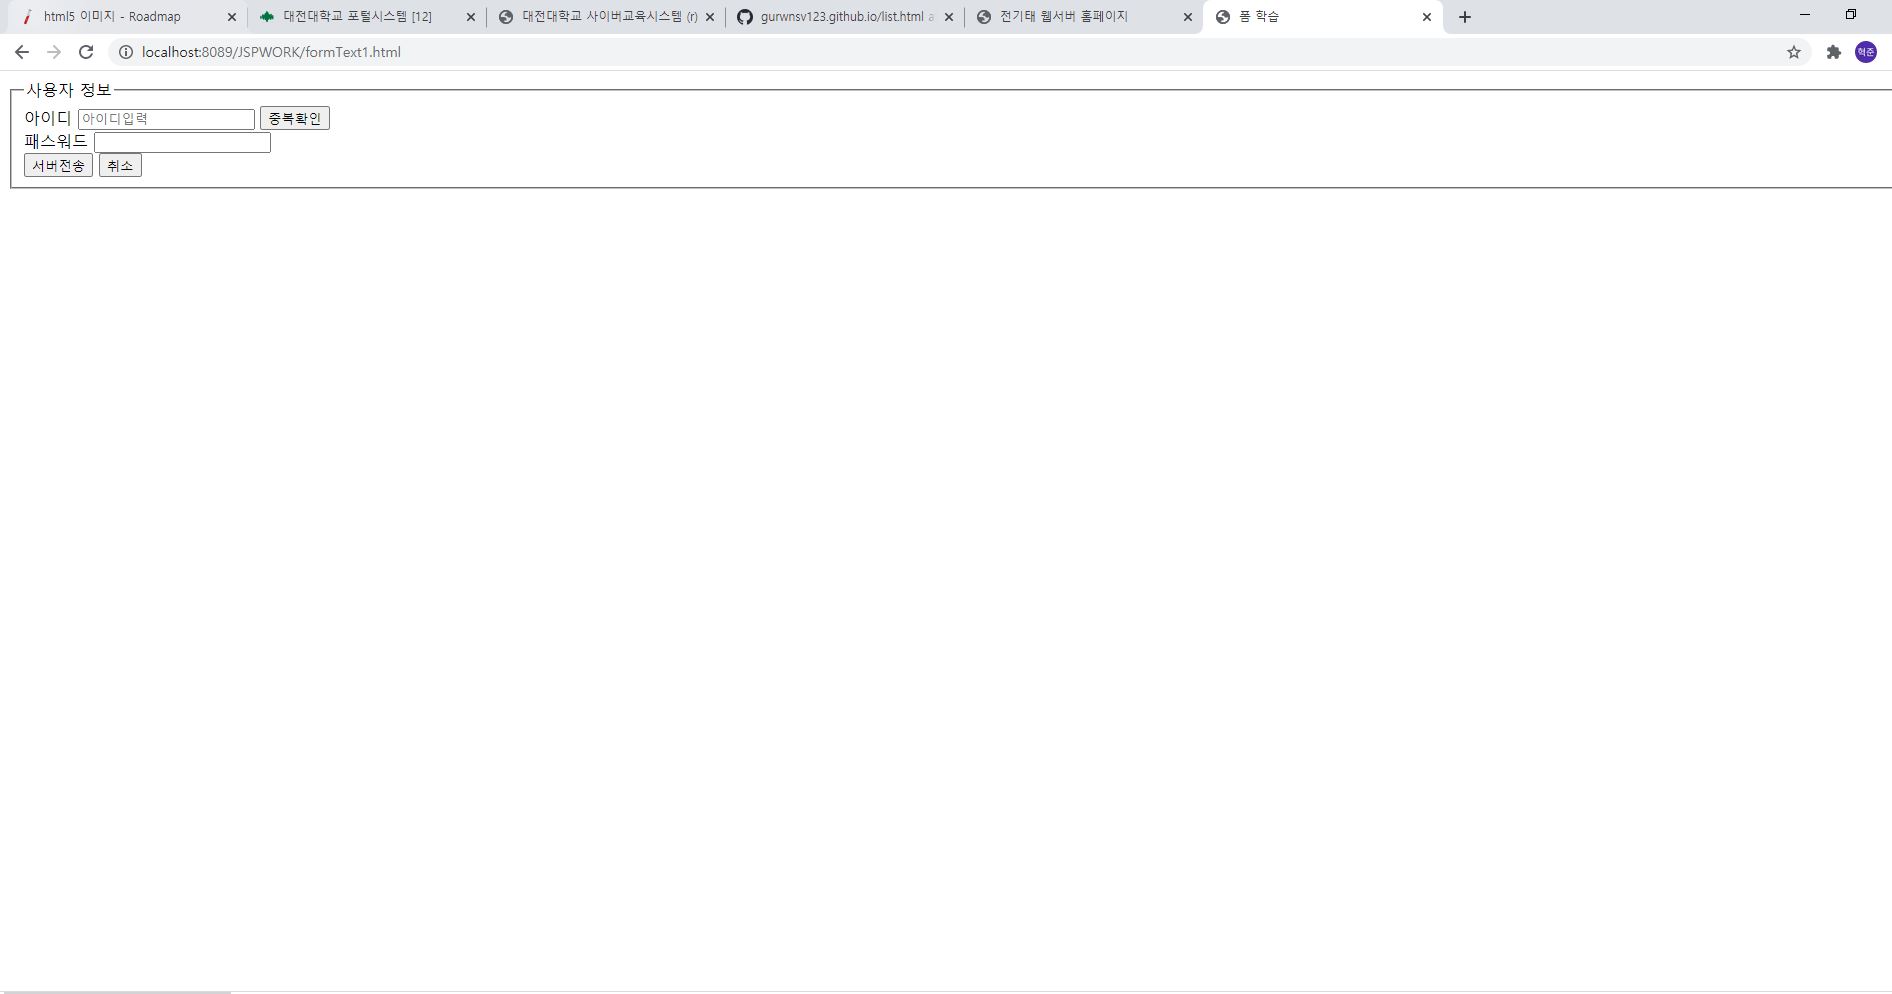 html5 이미지 - Roadmap
대전대학교 포털시스템 [12]
대전대학교 사이버교육시스템 (r)
gurwnsv123.github.io/list.html a
전기태 웹서버 홈페이지
폼 학습
localhost:8089/JSPWORK/formText1.html
혁준
사용자 정보
아이디 아이디입력 중복확인
패스워드
서버전송 취소